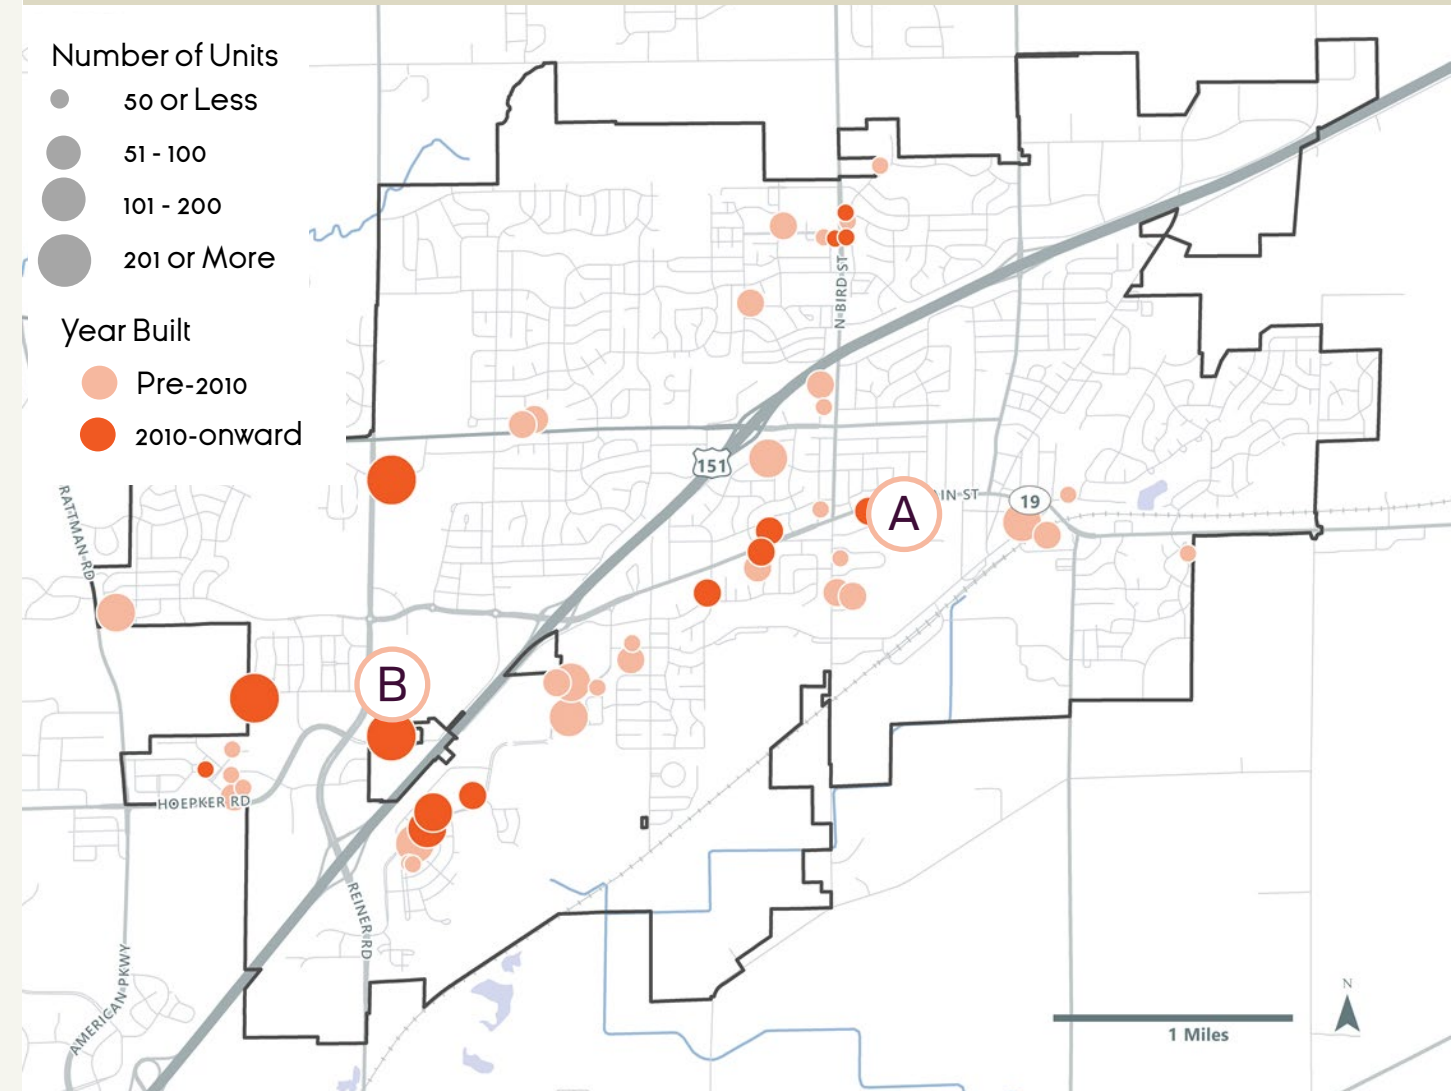 Number of Units
50 or Less
51 - 100
101 - 200
201 or More
Year Built
Pre-2010
2010-onward
N BIRD ST
151
A
IN ST
19
RATTMAN RD
B
HOEPKER RD
REINER RD
AMERICAN PKWY
N
1 Miles